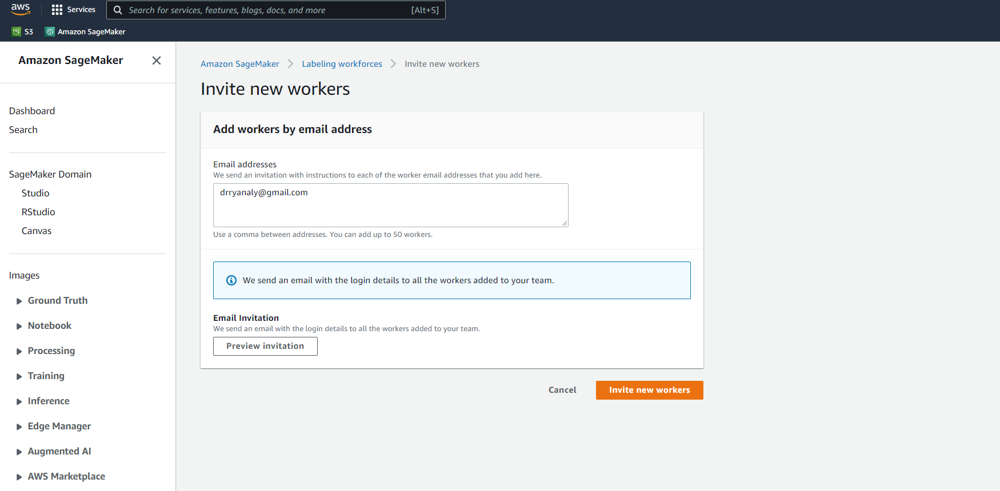 aws
Services
Search for services, features, blogs, docs, and more
[Alt+S]
S3
Amazon SageMaker
Amazon SageMaker
Dashboard
Search
SageMaker Domain
Studio
RStudio
Canvas
Images
Ground Truth
Notebook
Processing
Training
Inference
Edge Manager
Augmented AI
AWS Marketplace
Amazon SageMaker
Labeling workforces
Invite new workers
Invite new workers
Add workers by email address
Email addresses
We send an invitation with instructions to each of the worker email addresses that you add here.
drryanaly@gmail.com
Use a comma between addresses. You can add up to 50 workers.
We send an email with the login details to all the workers added to your team.
Email Invitation
We send an email with the login details to all the workers added to your team.
Preview invitation
Cancel
Invite new workers